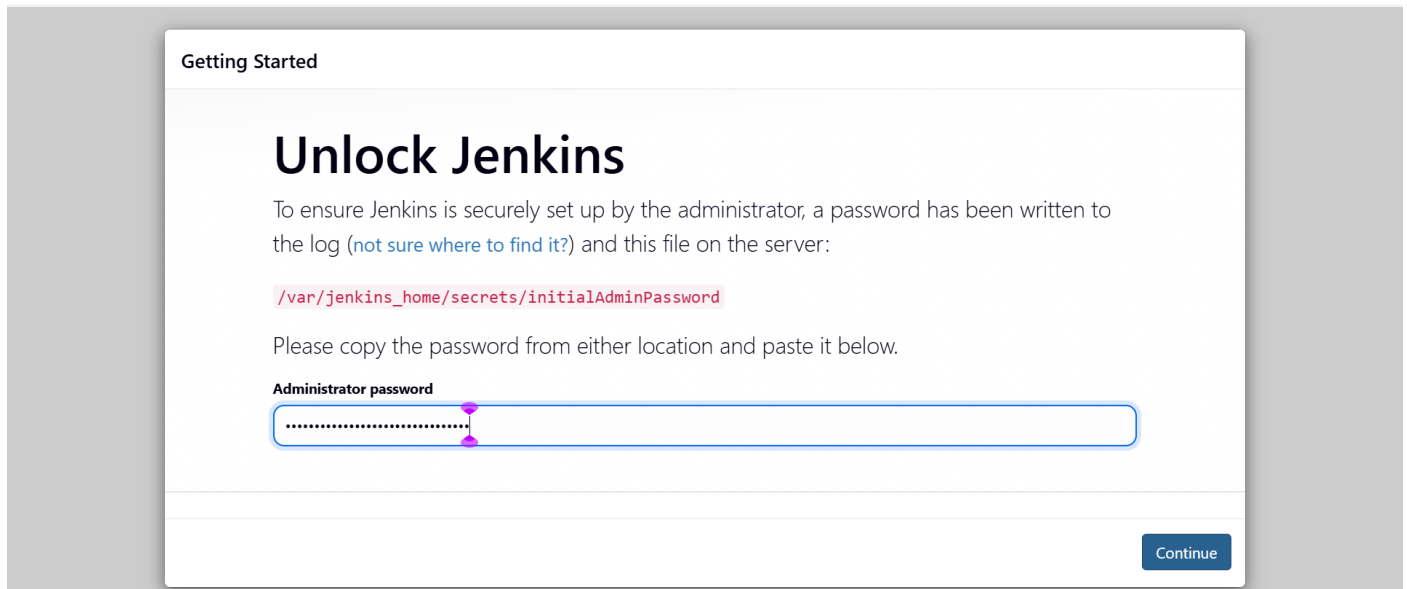 Getting Started
Unlock Jenkins
To ensure Jenkins is securely set up by the administrator, a password has been written to
the log (not sure where to find it?) and this file on the server:
/var/jenkins_home/secrets/initialAdminPassword
Please copy the password from either location and paste it below.
Administrator password
••••••••••••••••••••••••••••••••
Continue